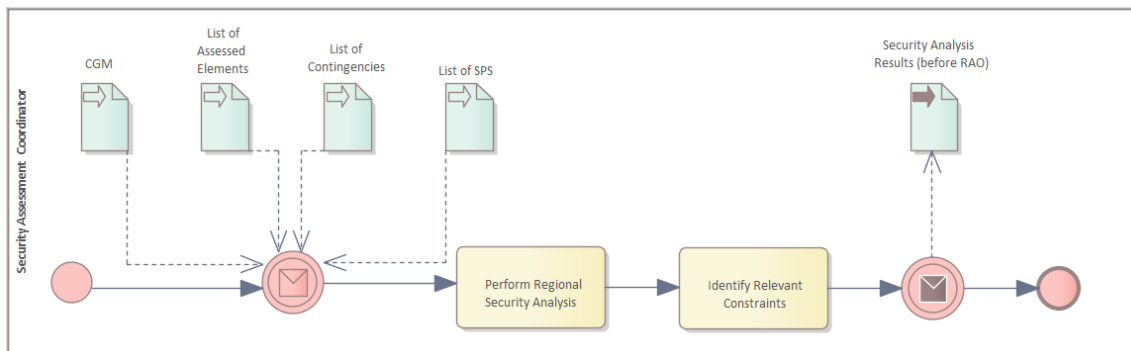 Security Assessment Coordinator
CGM
List of
Assessed
Elements
List of
Contingencies
List of SPS
Security Analysis
Results (before RAO)
Perform Regional
Security Analysis
Identify Relevant
Constraints